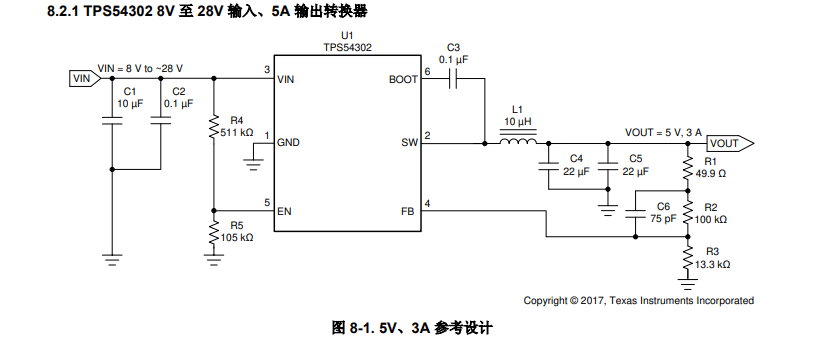 8.2.1 TPS54302 8V 至 28V 输入、5A 输出转换器
U1
TPS54302
VIN
VIN = 8 V to ~28 V
C1
10 µF
C2
0.1 µF
R4
511 kΩ
R5
105 kΩ
3
VIN
1
GND
5
EN
BOOT
6
SW
2
FB
4
C3
0.1 µF
L1
10 µH
C4
22 µF
C5
22 µF
VOUT = 5 V, 3 A
VOUT
R1
49.9 Ω
C6
75 pF
R2
100 kΩ
R3
13.3 kΩ
Copyright © 2017, Texas Instruments Incorporated
图 8-1. 5V、3A 参考设计